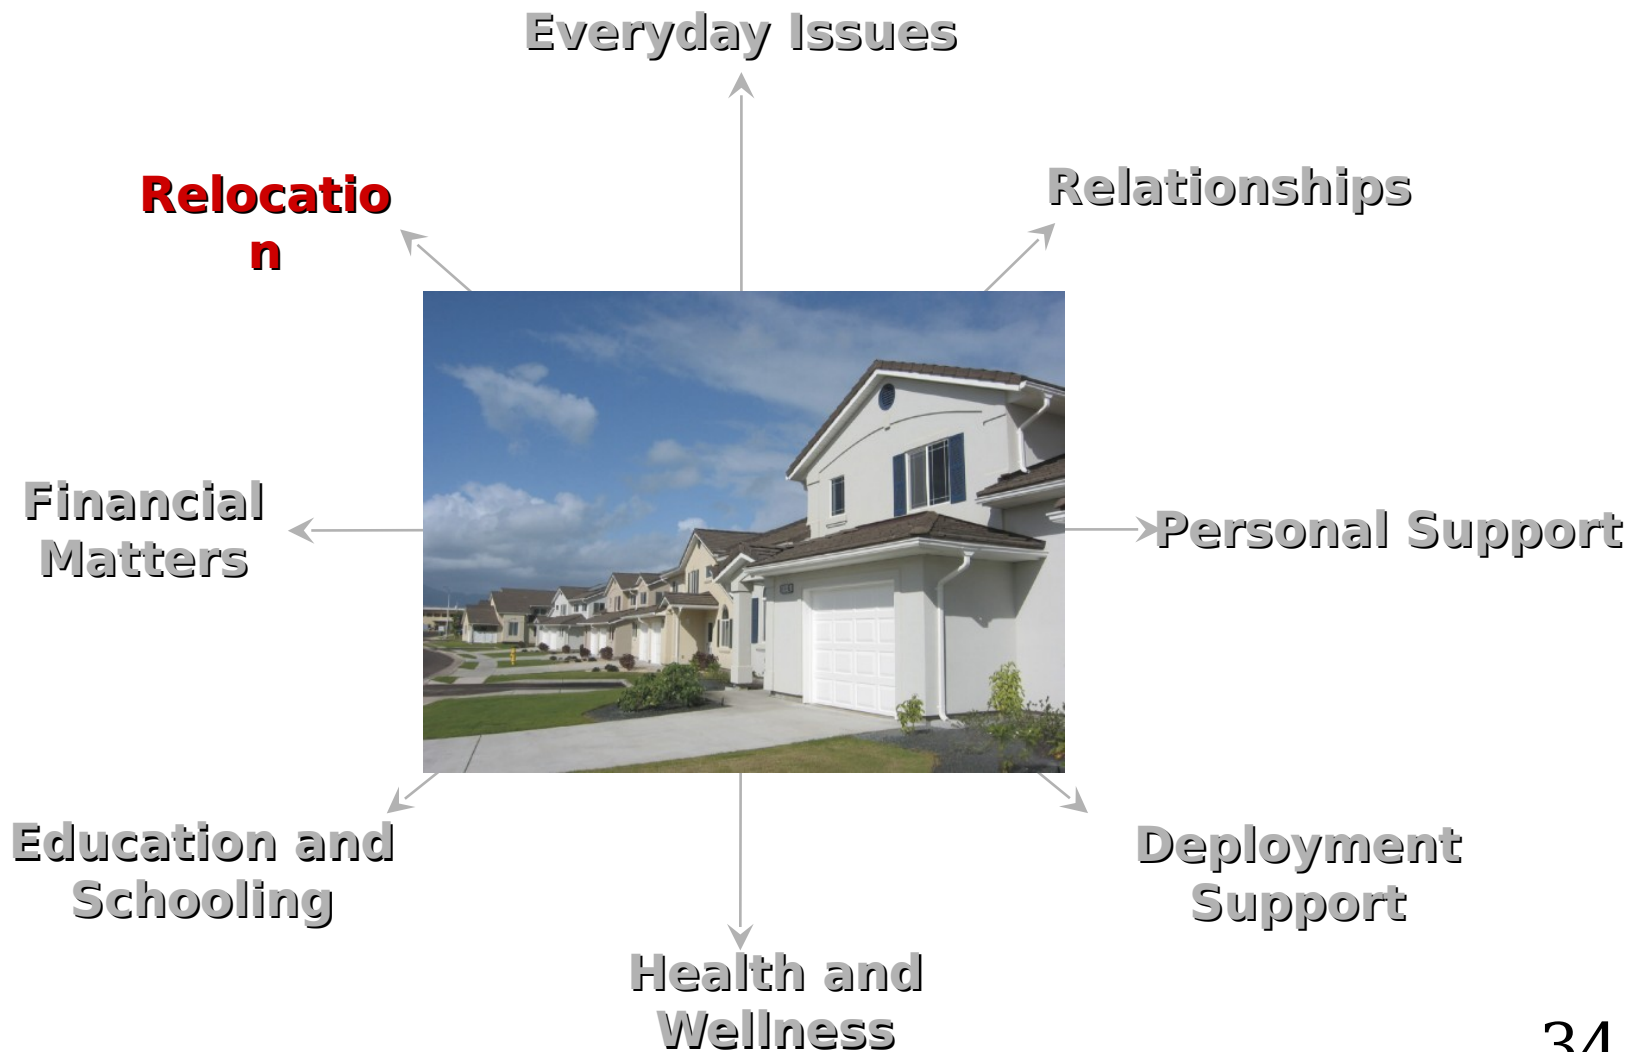 Everyday Issues
Relationships
Relocatio
n
Financial
Matters
Personal Support
Education and
Schooling
Deployment
Support
Health and
Wellness
34